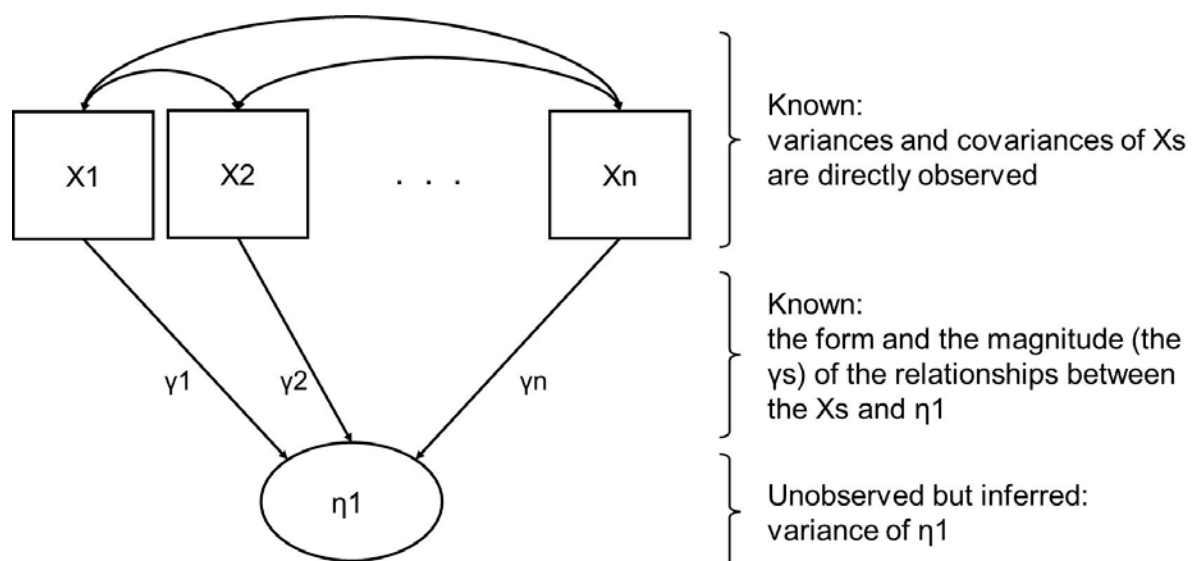 X1
X2
. . .
Xn
γ1
γ2
γn
η1
Known:
variances and covariances of Xs
are directly observed
Known:
the form and the magnitude (the
γs) of the relationships between
the Xs and η1
Unobserved but inferred:
variance of η1